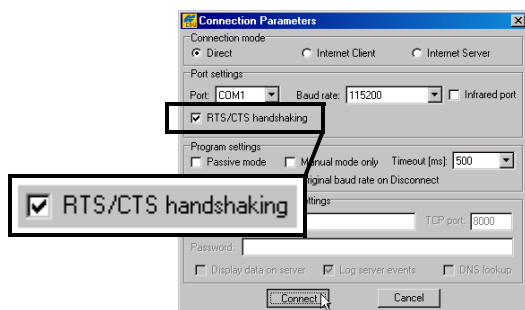 Connection Parameters
Connection mode
Direct Internet Client Internet Server
Port settings
Port: COM1 Baud rate: 115200 Infrared port
RTS/CTS handshaking
Program settings
Passive mode Manual mode only Timeout [ms]: 500
original baud rate on Disconnect
RTS/CTS handshaking
ettings
TCP port: 8000
Password:
Display data on server Log server events DNS lookup
Connect Cancel